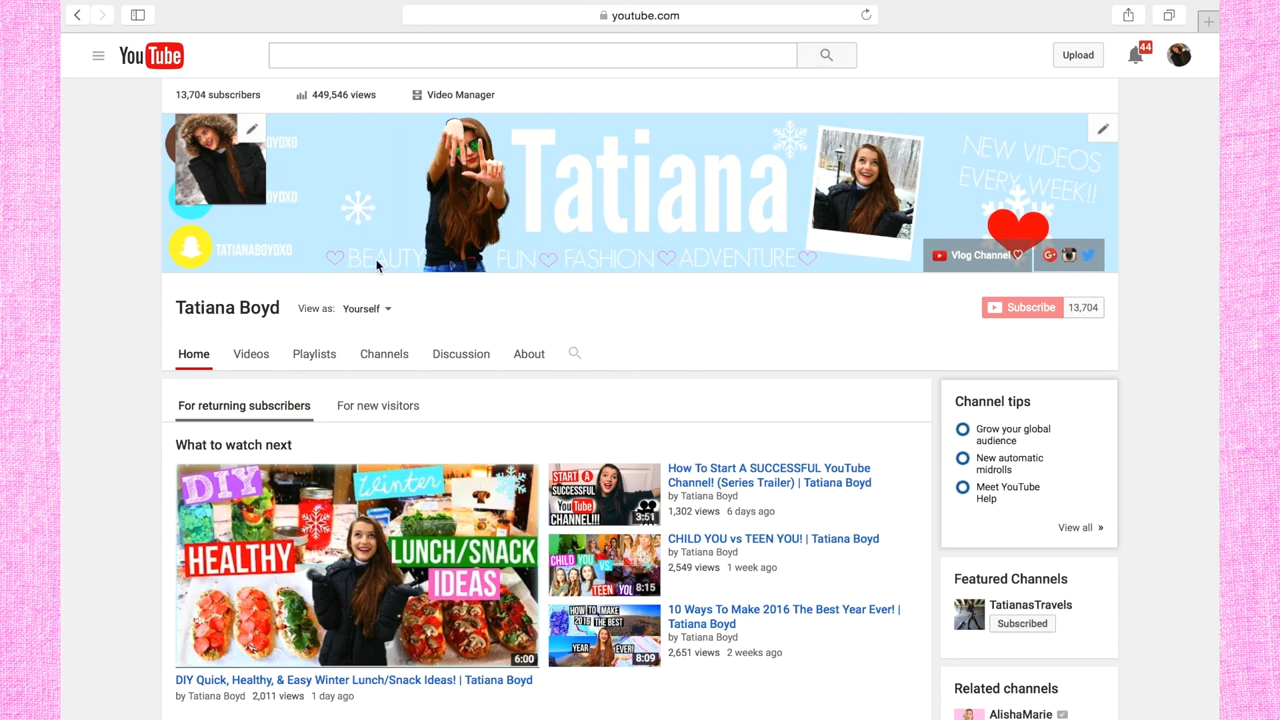 youtube.com
YouTube
Upload
44
13,704 subscribers
449,546 views
Video Manager
Tatiana
NEW VIDEOS
EVERY WEEK!!
TATIANABOYDXO
BEAUTY
FASHION
Vlog Channel
Tatiana Boyd
View as:
Yourself
Subscribe
13,704
Home
Videos
Playlists
Channels
Discussion
About
For returning subscribers
For new visitors
What to watch next
DIY
Winter
HEALTHY
LUNCH/SNACK
IDEAS
6:00
DIY Quick, Healthy, & Easy Winter Lunch/Snack Ideas! | Tatiana Boyd
by Tatiana Boyd 2,011 views 1 day ago
START A
SUCCESSFUL
YouTube
CHANNEL!!!
3:51
How To Start A SUCCESSFUL YouTube
Channel! (Series Trailer) | Tatiana Boyd
by Tatiana Boyd
1,302 views 6 days ago
8:15
CHILD YOU vs TEEN YOU! | Tatiana Boyd
by Tatiana Boyd
2,549 views 1 week ago
HOW TO MAKE
2016 THE BEST
YEAR EVER!
8:09
10 Ways To Make 2016 The Best Year Ever! |
Tatiana Boyd
by Tatiana Boyd
2,651 views 2 weeks ago
Channel tips
Grow your global
audience
New automatic
midrolls
Meet YouTube
Help
View all »
Featured Channels
TatianasTravels
Subscribed
Related channels
AlishaMarie